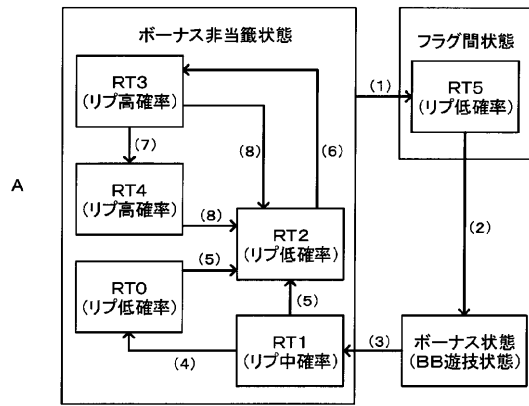 A
ボーナス非当籤状態
フラグ間状態
RT3
(リプ高確率)
(1)
RT5
(リプ低確率)
(7)
(8)
(6)
RT4
(リプ高確率)
(8)
(2)
RT2
(リプ低確率)
RT0
(リプ低確率)
(5)
(5)
RT1
(リプ中確率)
(4)
(3)
ボーナス状態
(BB遊技状態)